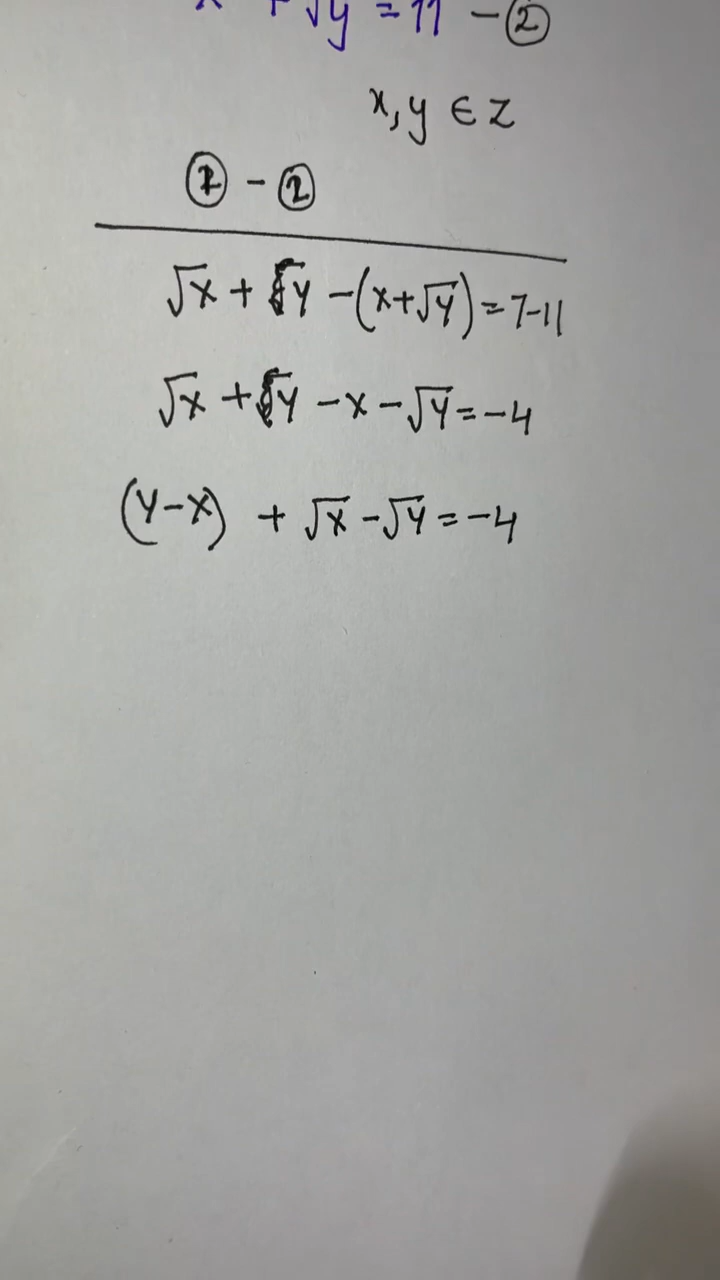 x + √y = 11 - ②
x, y ∈ z
① - ②
√x + y - (x+√y) = 7-11
√x + y - x - √y = -4
(y-x) + √x - √y = -4